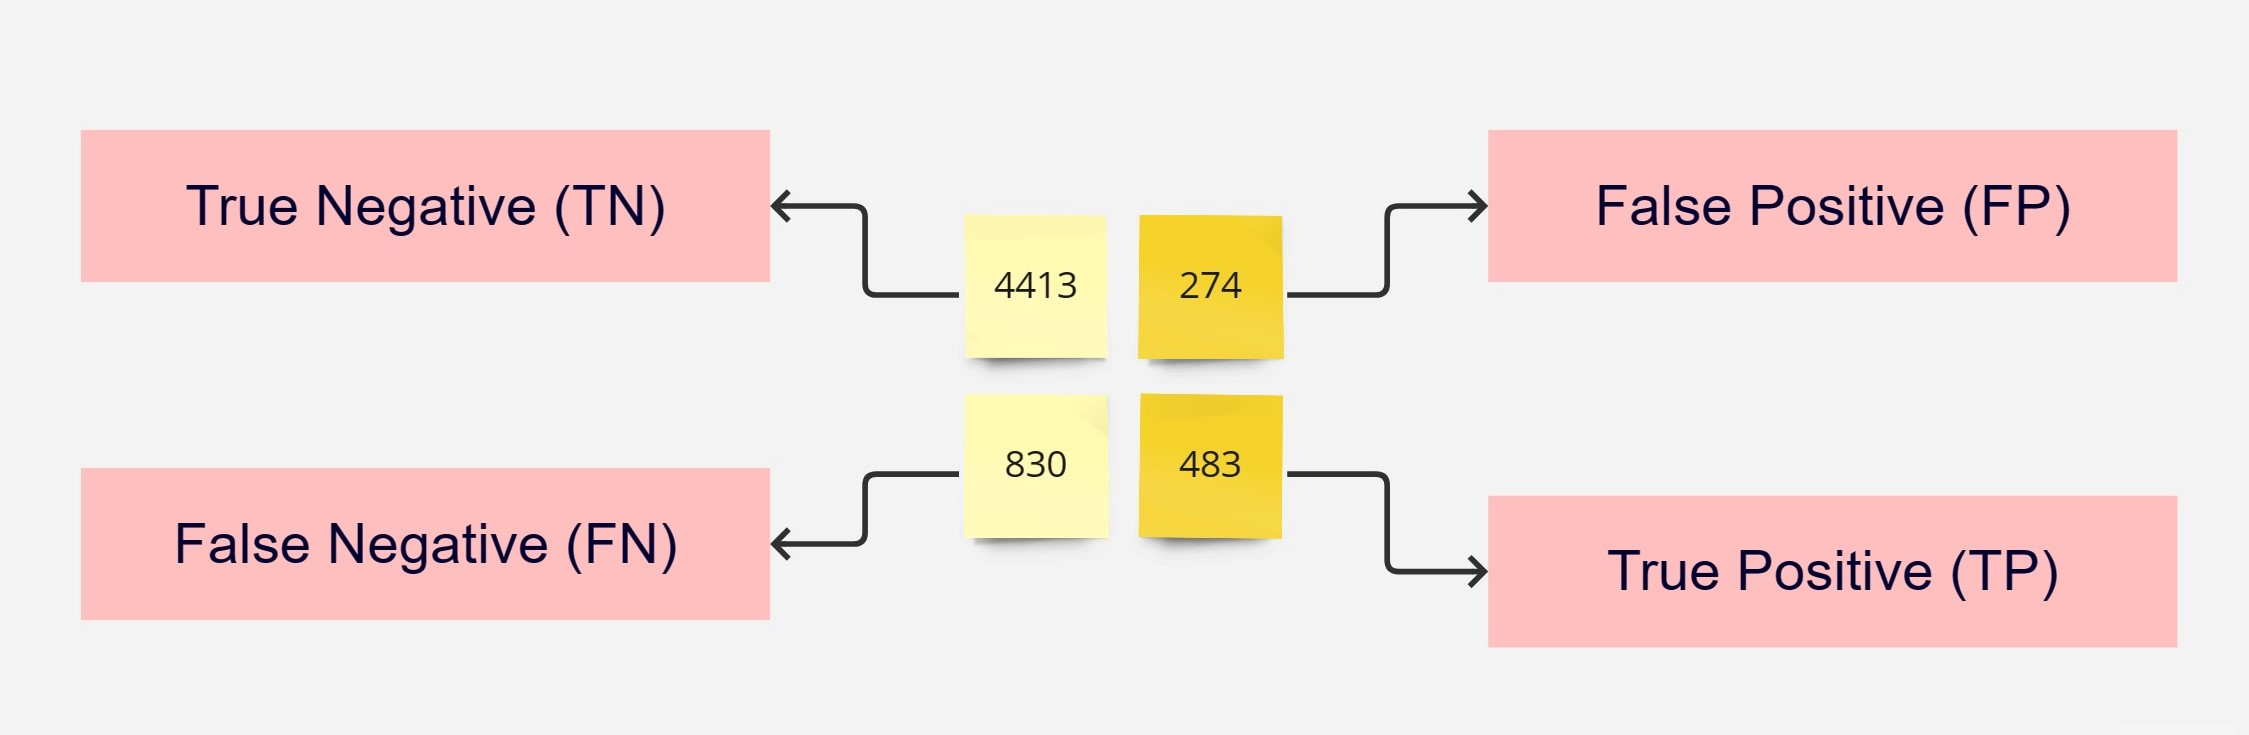 True Negative (TN)
False Positive (FP)
4413
274
830
483
False Negative (FN)
True Positive (TP)